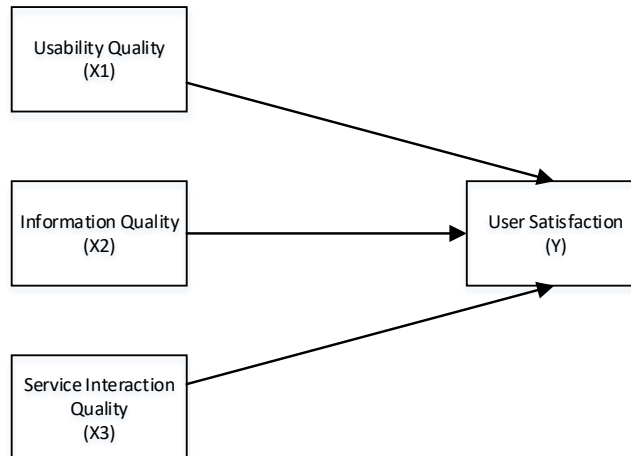 Usability Quality
(X1)
Information Quality
(X2)
User Satisfaction
(Y)
Service Interaction
Quality
(X3)